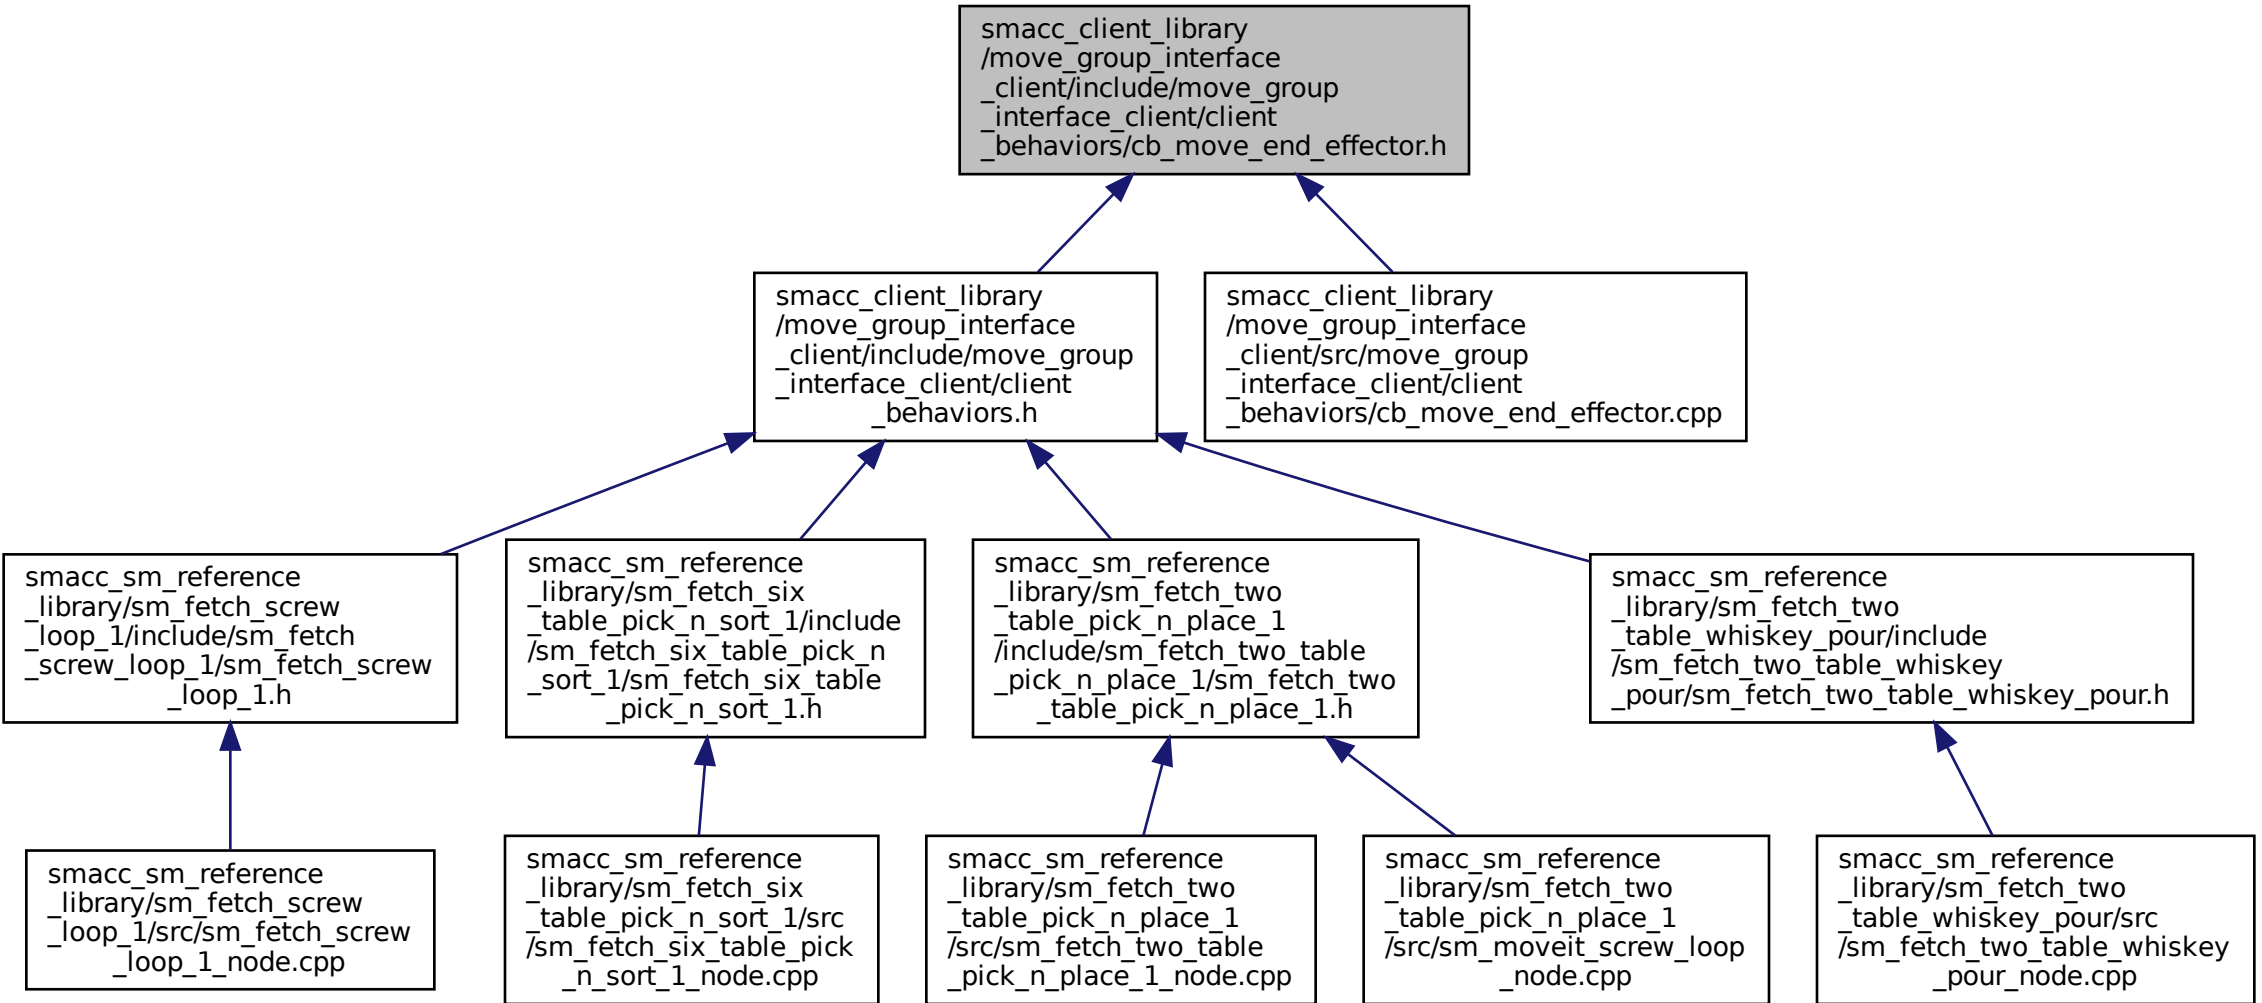 smacc_client_library
/move_group_interface
_client/include/move_group
_interface_client/client
_behaviors/cb_move_end_effector.h
smacc_client_library
/move_group_interface
_client/include/move_group
_interface_client/client
_behaviors.h
smacc_client_library
/move_group_interface
_client/src/move_group
_interface_client/client
_behaviors/cb_move_end_effector.cpp
smacc_sm_reference
_library/sm_fetch_screw
_loop_1/include/sm_fetch
_screw_loop_1/sm_fetch_screw
_loop_1.h
smacc_sm_reference
_library/sm_fetch_six
_table_pick_n_sort_1/include
/sm_fetch_six_table_pick_n
_sort_1/sm_fetch_six_table
_pick_n_sort_1.h
smacc_sm_reference
_library/sm_fetch_two
_table_pick_n_place_1
/include/sm_fetch_two_table
_pick_n_place_1/sm_fetch_two
_table_pick_n_place_1.h
smacc_sm_reference
_library/sm_fetch_two
_table_whiskey_pour/include
/sm_fetch_two_table_whiskey
_pour/sm_fetch_two_table_whiskey_pour.h
smacc_sm_reference
_library/sm_fetch_screw
_loop_1/src/sm_fetch_screw
_loop_1_node.cpp
smacc_sm_reference
_library/sm_fetch_six
_table_pick_n_sort_1/src
/sm_fetch_six_table_pick
_n_sort_1_node.cpp
smacc_sm_reference
_library/sm_fetch_two
_table_pick_n_place_1
/src/sm_fetch_two_table
_pick_n_place_1_node.cpp
smacc_sm_reference
_library/sm_fetch_two
_table_pick_n_place_1
/src/sm_moveit_screw_loop
_node.cpp
smacc_sm_reference
_library/sm_fetch_two
_table_whiskey_pour/src
/sm_fetch_two_table_whiskey
_pour_node.cpp